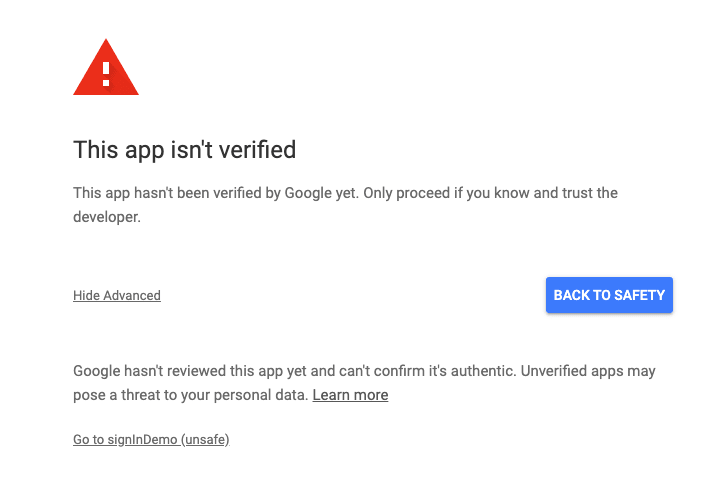 This app isn't verified
This app hasn't been verified by Google yet. Only proceed if you know and trust the
developer.
Hide Advanced
BACK TO SAFETY
Google hasn't reviewed this app yet and can't confirm it's authentic. Unverified apps may
pose a threat to your personal data. Learn more
Go to signInDemo (unsafe)